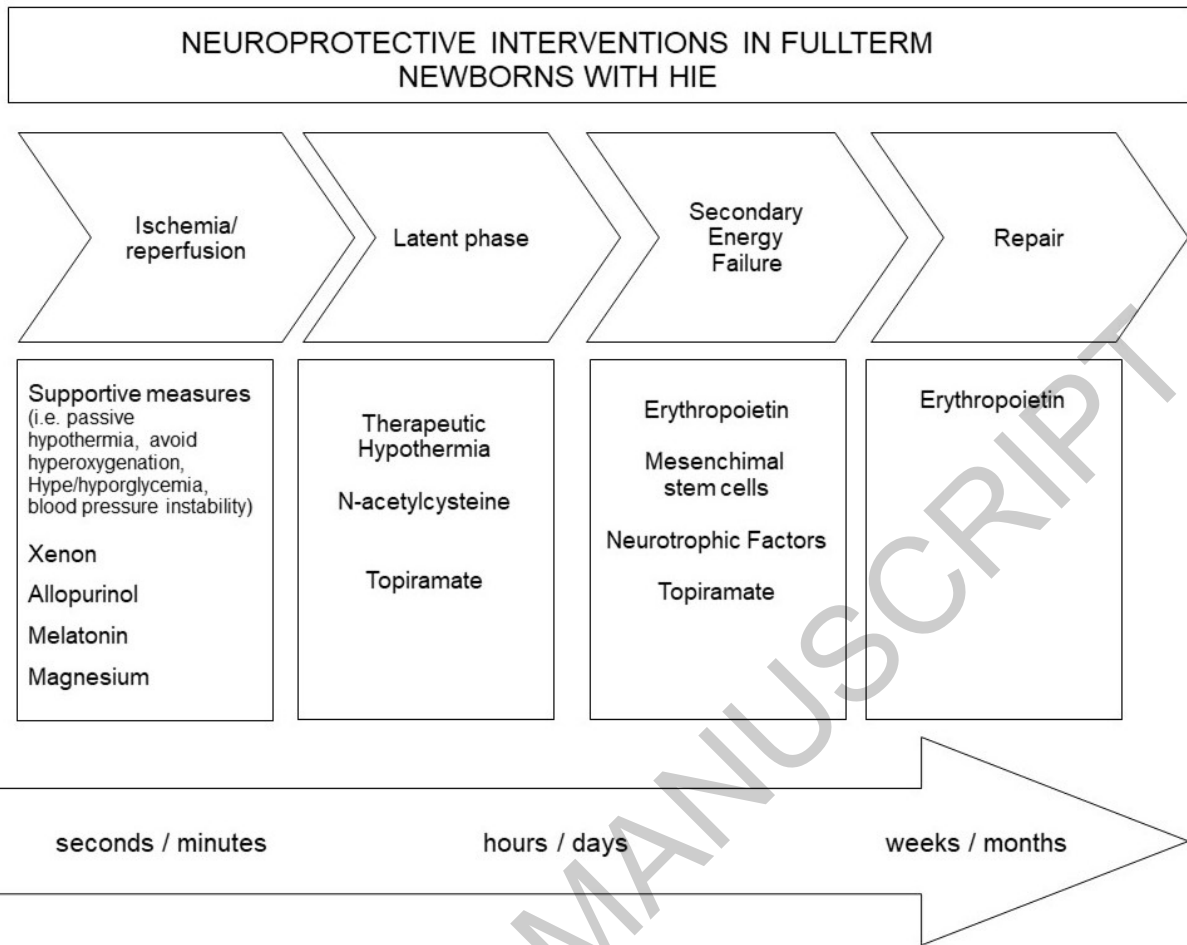 NEUROPROTECTIVE INTERVENTIONS IN FULLTERM
NEWBORNS WITH HIE
Ischemia/
reperfusion
Latent phase
Secondary
Energy
Failure
Repair
Supportive measures
(i.e. passive
hypothermia, avoid
hyperoxygenation,
Hype/hyporglycemia,
blood pressure instability)
Xenon
Allopurinol
Melatonin
Magnesium
Therapeutic
Hypothermia
N-acetylcysteine
Topiramate
Erythropoietin
Mesenchimal
stem cells
Neurotrophic Factors
Topiramate
Erythropoietin
seconds / minutes
hours / days
weeks / months
MANUSCRIPT